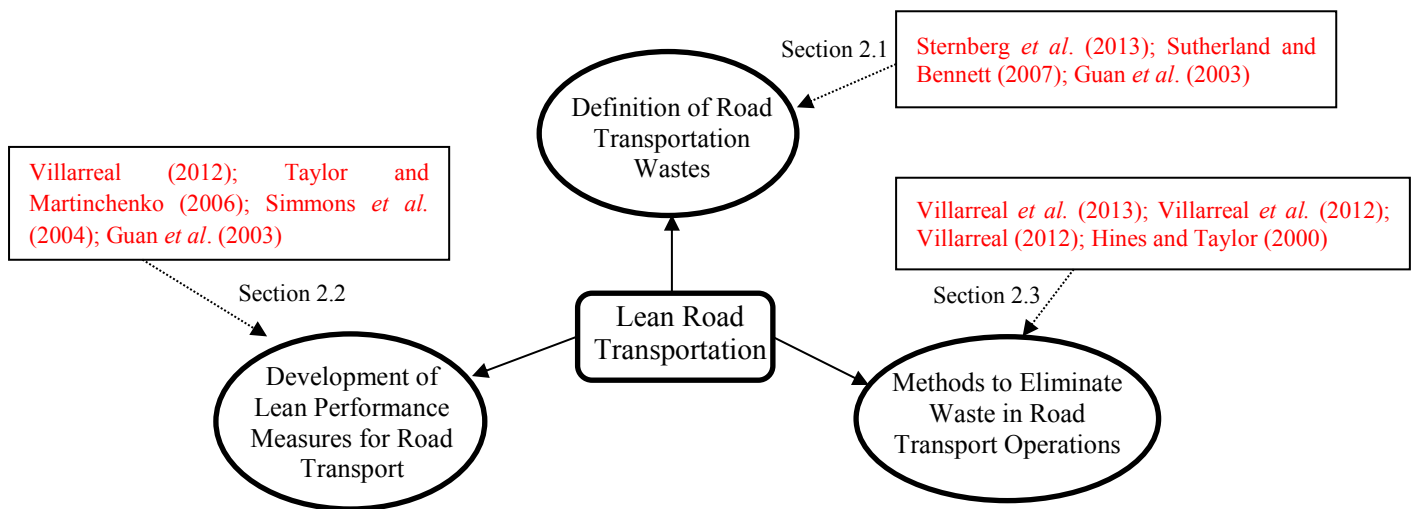 Section 2.1
Sternberg et al. (2013); Sutherland and
Bennett (2007); Guan et al. (2003)
Definition of Road
Transportation
Wastes
Villarreal (2012); Taylor and
Martinchenko (2006); Simmons et al.
(2004); Guan et al. (2003)
Villarreal et al. (2013); Villarreal et al. (2012);
Villarreal (2012); Hines and Taylor (2000)
Section 2.2
Section 2.3
Lean Road
Transportation
Development of
Lean Performance
Measures for Road
Transport
Methods to Eliminate
Waste in Road
Transport Operations